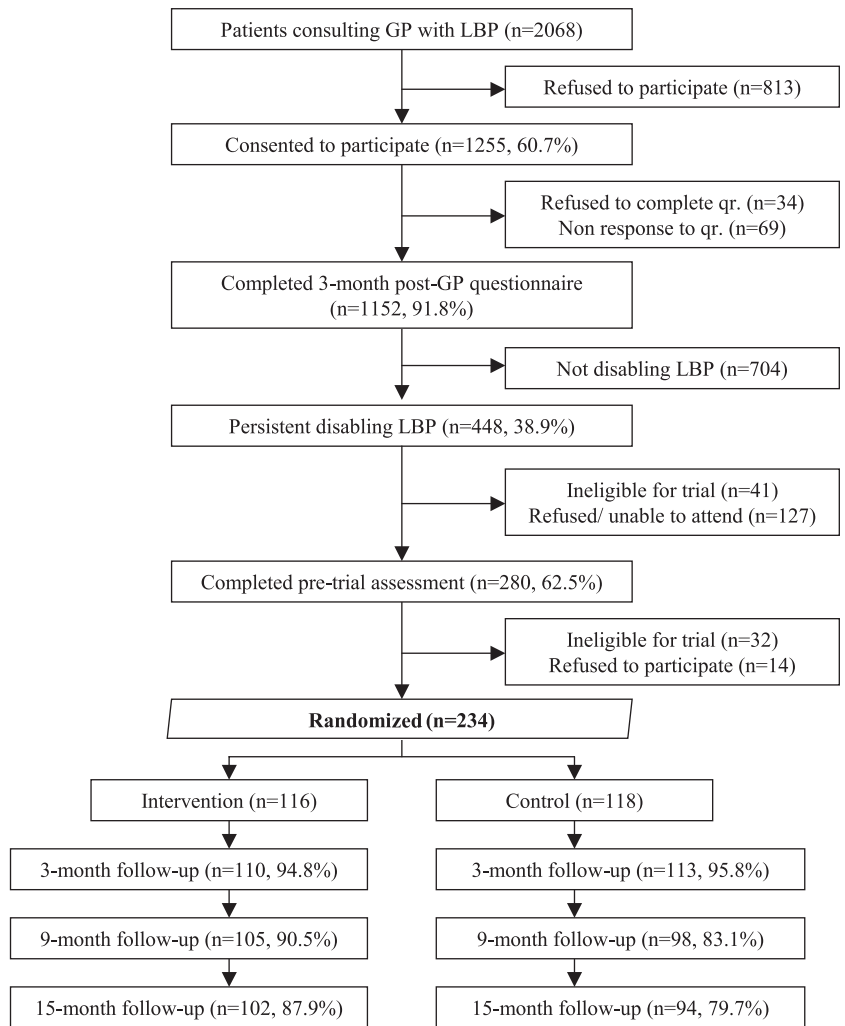 Patients consulting GP with LBP (n=2068)
Refused to participate (n=813)
Consented to participate (n=1255, 60.7%)
Refused to complete qr. (n=34)
Non response to qr. (n=69)
Completed 3-month post-GP questionnaire
(n=1152, 91.8%)
Not disabling LBP (n=704)
Persistent disabling LBP (n=448, 38.9%)
Ineligible for trial (n=41)
Refused/ unable to attend (n=127)
Completed pre-trial assessment (n=280, 62.5%)
Ineligible for trial (n=32)
Refused to participate (n=14)
Randomized (n=234)
Intervention (n=116)
Control (n=118)
3-month follow-up (n=110, 94.8%)
3-month follow-up (n=113, 95.8%)
9-month follow-up (n=105, 90.5%)
9-month follow-up (n=98, 83.1%)
15-month follow-up (n=102, 87.9%)
15-month follow-up (n=94, 79.7%)